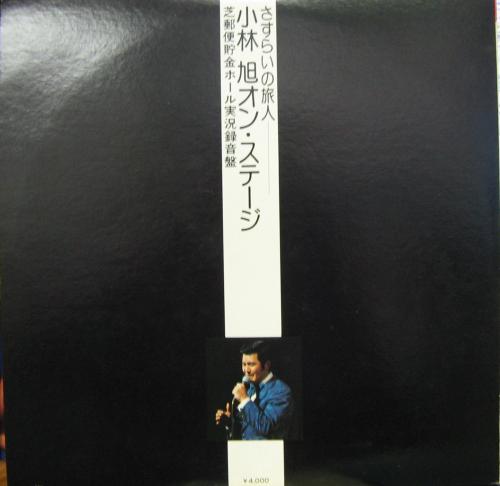 さすらいの旅人
小林 旭オン・ステージ
芝郵便貯金ホール実況録音盤
¥4,000